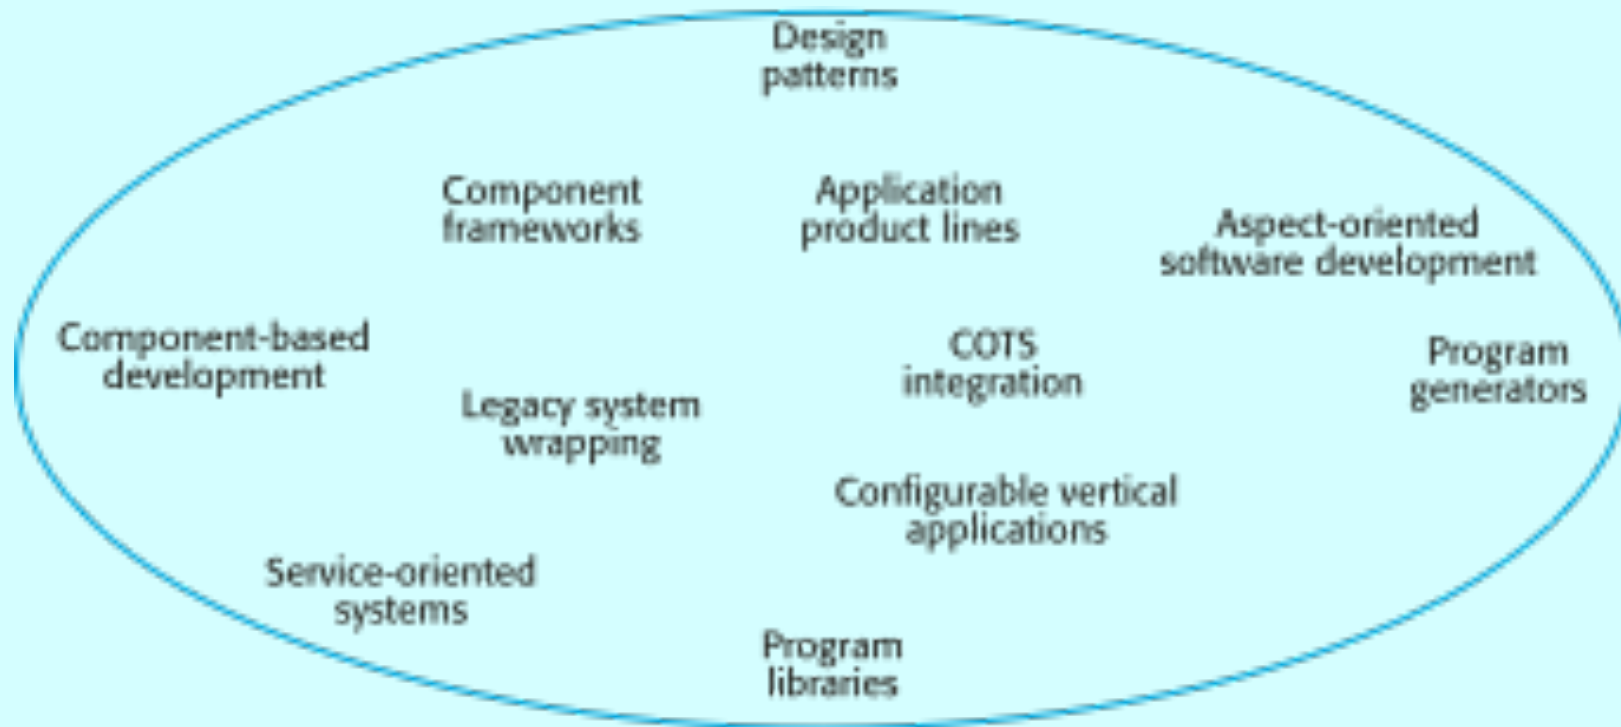 Design
patterns
Component
frameworks
Application
product lines
Aspect-oriented
software development
Component-based
development
COTS
integration
Program
generators
Legacy system
wrapping
Configurable vertical
applications
Service-oriented
systems
Program
libraries